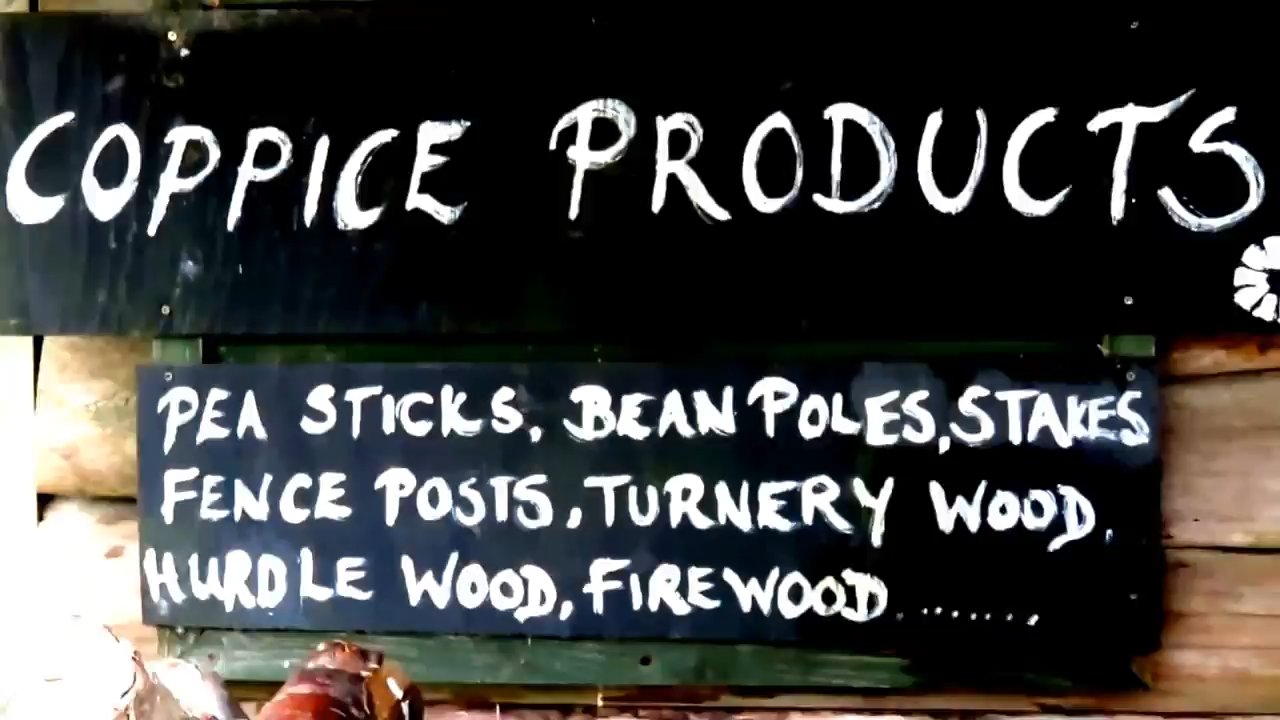 COPPICE PRODUCTS
PEA STICKS, BEAN POLES, STAKES
FENCE POSTS, TURNERY WOOD,
HURDLE WOOD, FIREWOOD ........